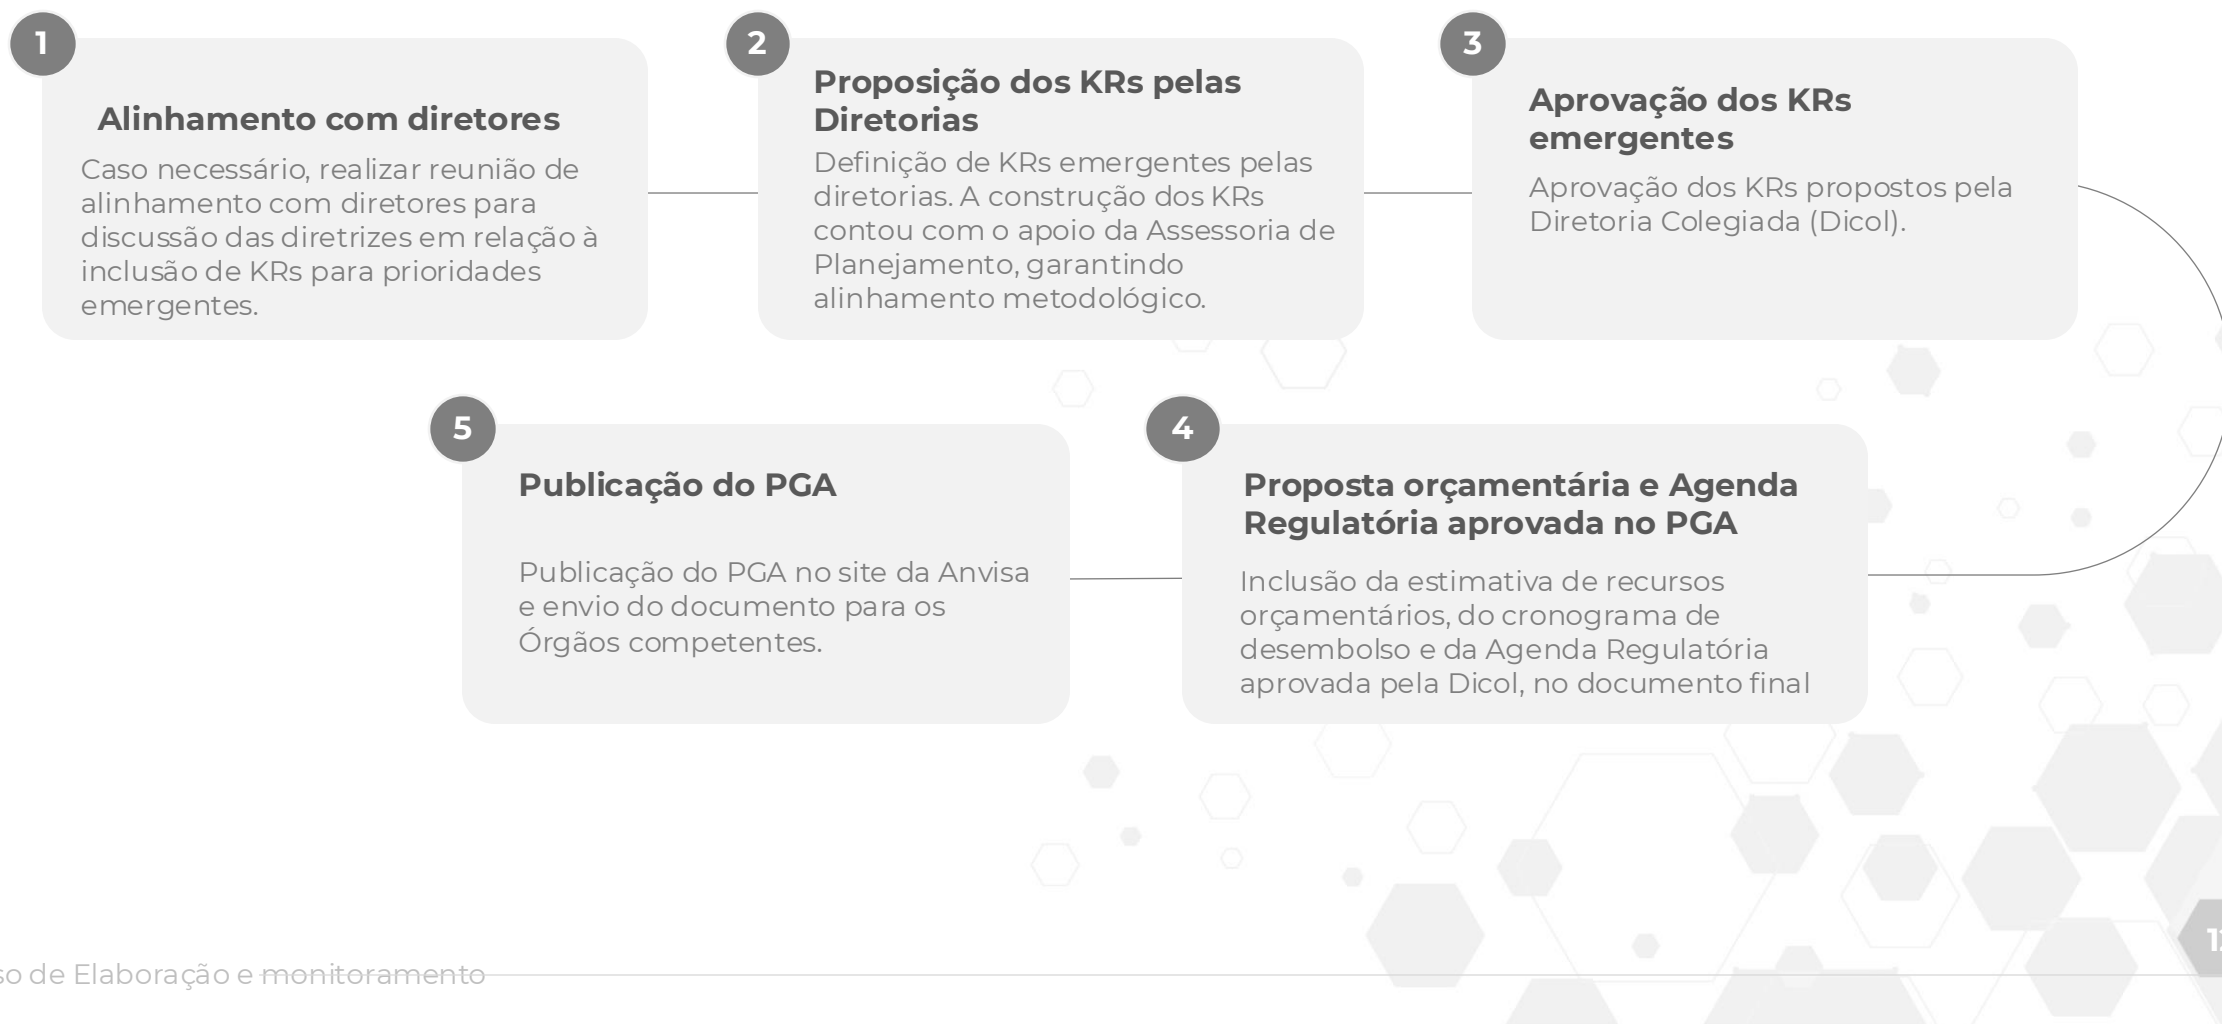 1
Alinhamento com diretores
Caso necessário, realizar reunião de
alinhamento com diretores para
discussão das diretrizes em relação à
inclusão de KRs para prioridades
emergentes.
2
Proposição dos KRs pelas
Diretorias
Definição de KRs emergentes pelas
diretorias. A construção dos KRs
contou com o apoio da Assessoria de
Planejamento, garantindo
alinhamento metodológico.
3
Aprovação dos KRs
emergentes
Aprovação dos KRs propostos pela
Diretoria Colegiada (Dicol).
4
Proposta orçamentária e Agenda
Regulatória aprovada no PGA
Inclusão da estimativa de recursos
orçamentários, do cronograma de
desembolso e da Agenda Regulatória
aprovada pela Dicol, no documento final
5
Publicação do PGA
Publicação do PGA no site da Anvisa
e envio do documento para os
Órgãos competentes.
de Elaboração e monitoramento